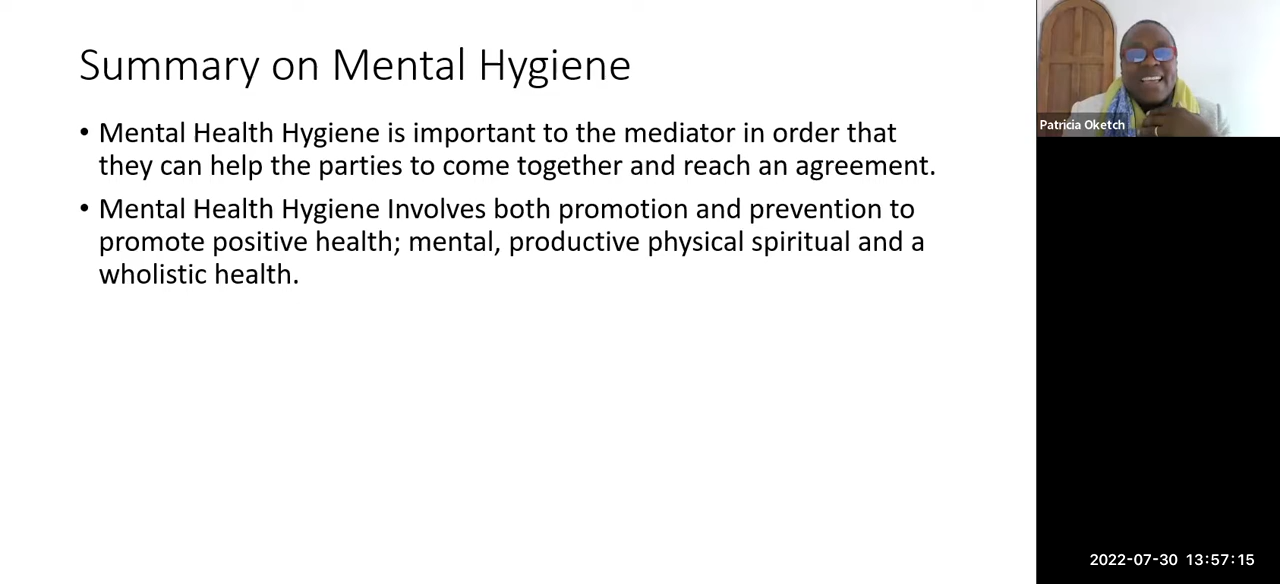 Summary on Mental Hygiene
• Mental Health Hygiene is important to the mediator in order that
they can help the parties to come together and reach an agreement.
• Mental Health Hygiene Involves both promotion and prevention to
promote positive health; mental, productive physical spiritual and a
wholistic health.
Patricia Oketch
2022-07-30 13:57:15